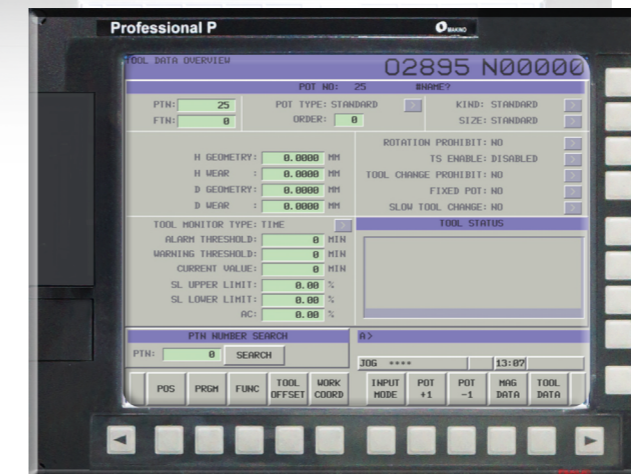 Professional P
MAKINO
TOOL DATA OVERVIEW
O2895 N00000
POT NO: 25 #NAME?
PTN: 25 POT TYPE: STANDARD > KIND: STANDARD >
FTN: 0 ORDER: 0 SIZE: STANDARD >
ROTATION PROHIBIT: NO >
H GEOMETRY: 0.0000 MM TS ENABLE: DISABLED >
H WEAR : 0.0000 MM TOOL CHANGE PROHIBIT: NO >
D GEOMETRY: 0.0000 MM FIXED POT: NO >
D WEAR : 0.0000 MM SLOW TOOL CHANGE: NO >
TOOL MONITOR TYPE: TIME > TOOL STATUS
ALARM THRESHOLD: 0 MIN
WARNING THRESHOLD: 0 MIN
CURRENT VALUE: 0 MIN
SL UPPER LIMIT: 0.00 %
SL LOWER LIMIT: 0.00 %
AC: 0.00 %
PTN NUMBER SEARCH A>
PTN: 0 SEARCH
JOG **** 13:07
POS PRGM FUNC TOOL OFFSET WORK COORD INPUT MODE POT +1 POT -1 MAG DATA TOOL DATA